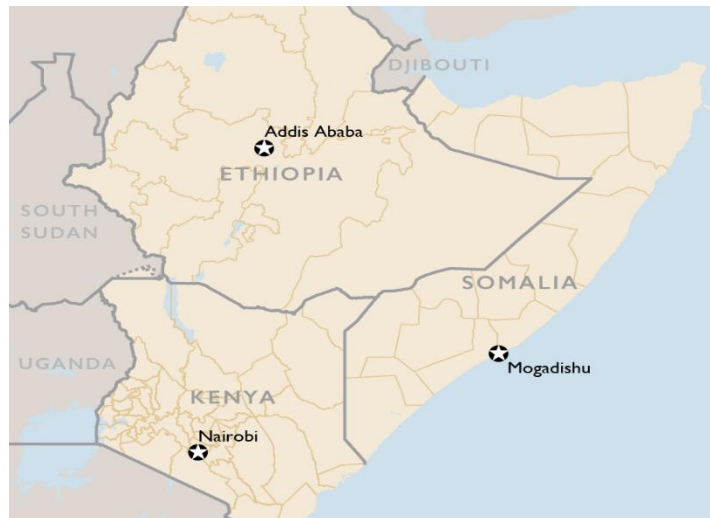 DJIBOUTI
Addis Ababa
ETHIOPIA
SOUTH
SUDAN
SOMALIA
UGANDA
Mogadishu
KENYA
Nairobi